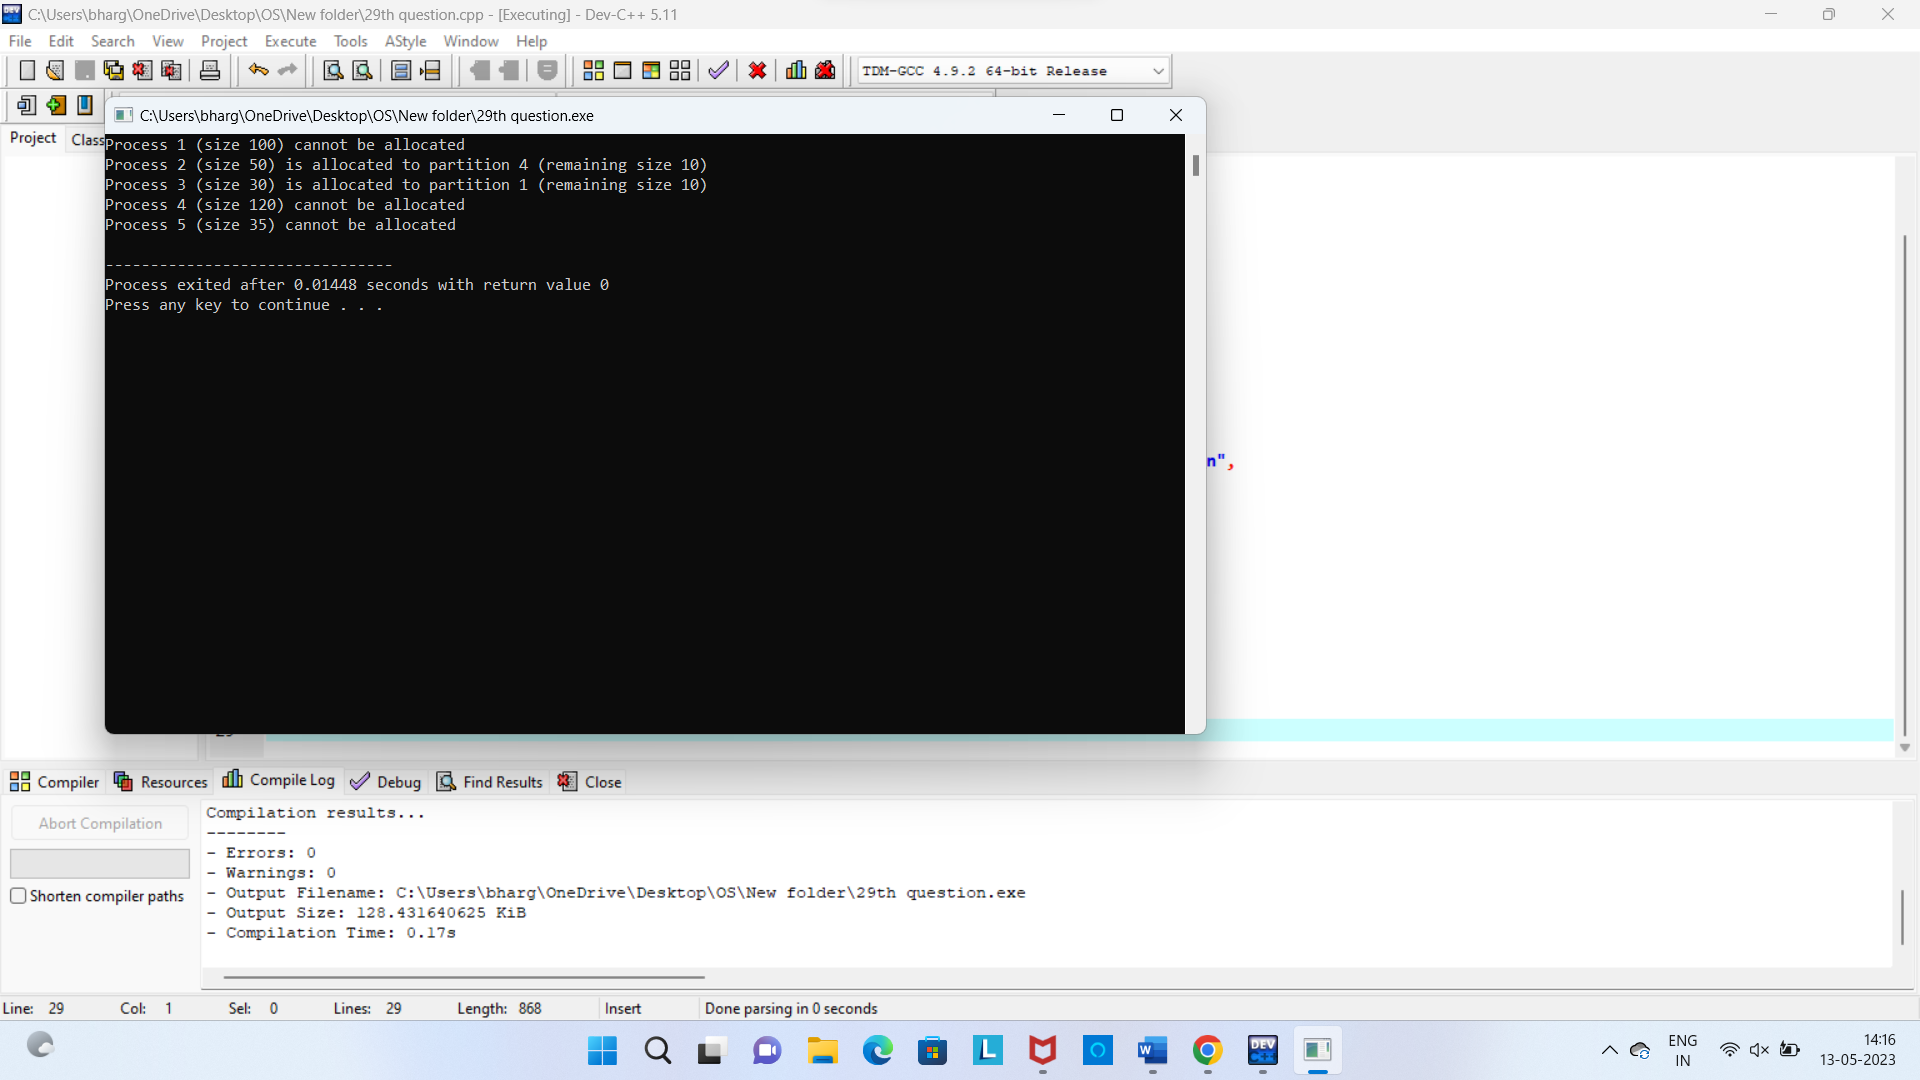 C:\Users\bharg\OneDrive\Desktop\OS\New folder\29th question.cpp - [Executing] - Dev-C++ 5.11
File Edit Search View Project Execute Tools AStyle Window Help
TDM-GCC 4.9.2 64-bit Release
C:\Users\bharg\OneDrive\Desktop\OS\New folder\29th question.exe
Project Class
Process 1 (size 100) cannot be allocated
Process 2 (size 50) is allocated to partition 4 (remaining size 10)
Process 3 (size 30) is allocated to partition 1 (remaining size 10)
Process 4 (size 120) cannot be allocated
Process 5 (size 35) cannot be allocated
--------------------------------
Process exited after 0.01448 seconds with return value 0
Press any key to continue . . .
n",
Compiler Resources Compile Log Debug Find Results Close
Abort Compilation
Shorten compiler paths
Compilation results...
--------
- Errors: 0
- Warnings: 0
- Output Filename: C:\Users\bharg\OneDrive\Desktop\OS\New folder\29th question.exe
- Output Size: 128.431640625 KiB
- Compilation Time: 0.17s
Line: 29 Col: 1 Sel: 0 Lines: 29 Length: 868 Insert Done parsing in 0 seconds
DEV C++
ENG
IN
14:16
13-05-2023